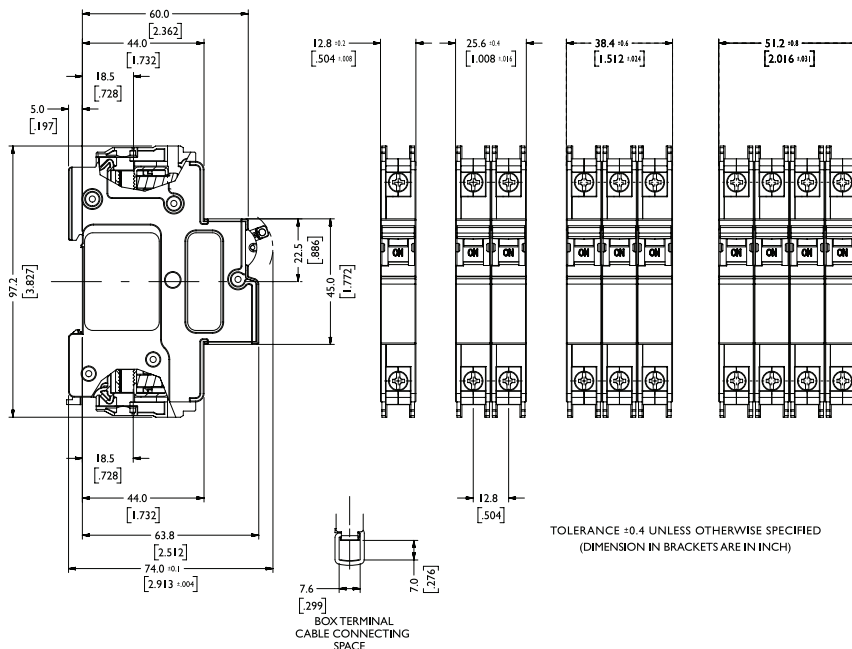 60.0
[2.362]
44.0
[1.732]
18.5
[.728]
5.0
[.197]
12.8 ±0.2
[.504 ±.008]
25.6 ±0.4
[1.008 ±.016]
38.4 ±0.6
[1.512 ±.024]
51.2 ±0.8
[2.016 ±.031]
97.2
[3.827]
22.5
[.886]
45.0
[1.772]
ON
ON
ON
ON
ON
ON
ON
ON
ON
ON
18.5
[.728]
44.0
[1.732]
63.8
[2.512]
74.0 ±0.1
[2.913 ±.004]
12.8
[.504]
7.6
[.299]
7.0
[.276]
BOX TERMINAL
CABLE CONNECTING
SPACE
TOLERANCE ±0.4 UNLESS OTHERWISE SPECIFIED
(DIMENSION IN BRACKETS ARE IN INCH)